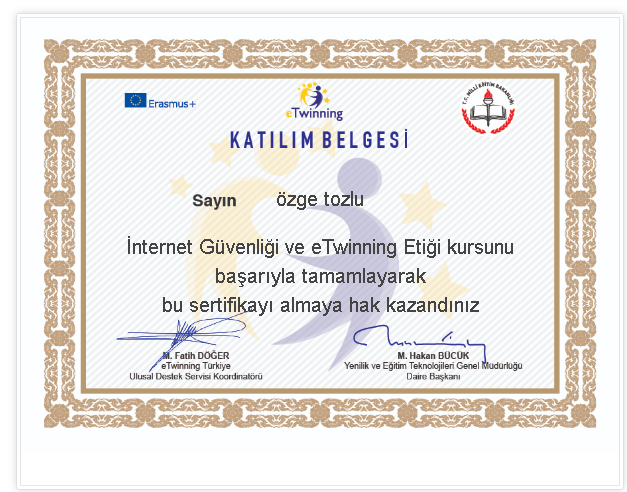 Erasmus+
eTwinning
T.C. MİLLÎ EĞİTİM BAKANLIĞI
KATILIM BELGESİ
Sayın özge tozlu
İnternet Güvenliği ve eTwinning Etiği kursunu
başarıyla tamamlayarak
bu sertifikayı almaya hak kazandınız
M. Fatih DÖĞER
eTwinning Türkiye
Ulusal Destek Servisi Koordinatörü
M. Hakan BÜCÜK
Yenilik ve Eğitim Teknolojileri Genel Müdürlüğü
Daire Başkanı